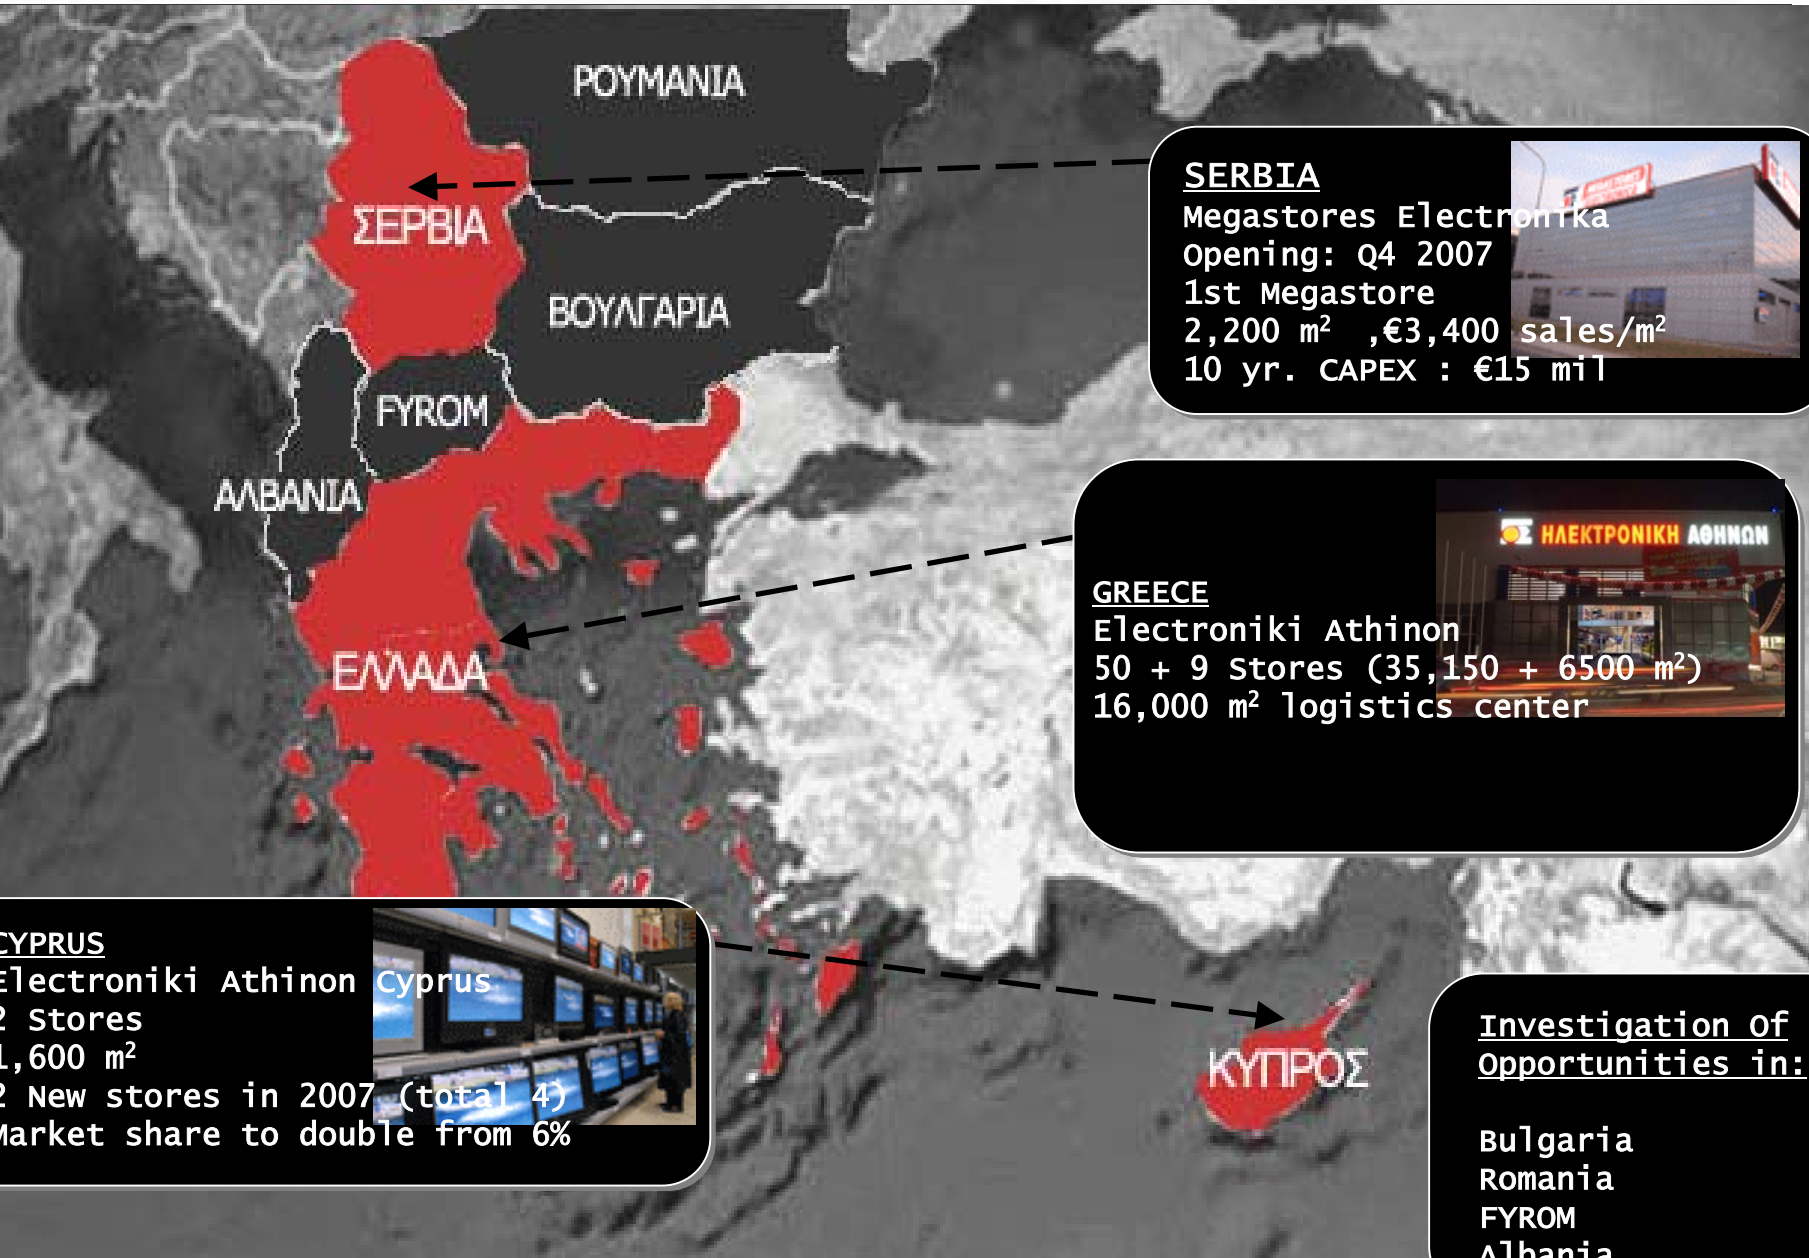 ΡΟΥΜΑΝΙΑ
ΣΕΡΒΙΑ
ΒΟΥΛΓΑΡΙΑ
FYROM
ΑΛΒΑΝΙΑ
ΕΛΛΑΔΑ
ΚΥΠΡΟΣ
SERBIA
Megastores Electronika
Opening: Q4 2007
1st Megastore
2,200 m² ,€3,400 sales/m²
10 yr. CAPEX : €15 mil
ΗΛΕΚΤΡΟΝΙΚΗ ΑΘΗΝΩΝ
GREECE
Electroniki Athinon
50 + 9 Stores (35,150 + 6500 m²)
16,000 m² logistics center
CYPRUS
Electroniki Athinon Cyprus
2 Stores
1,600 m²
2 New stores in 2007 (total 4)
Market share to double from 6%
Investigation Of
Opportunities in:
Bulgaria
Romania
FYROM
Albania